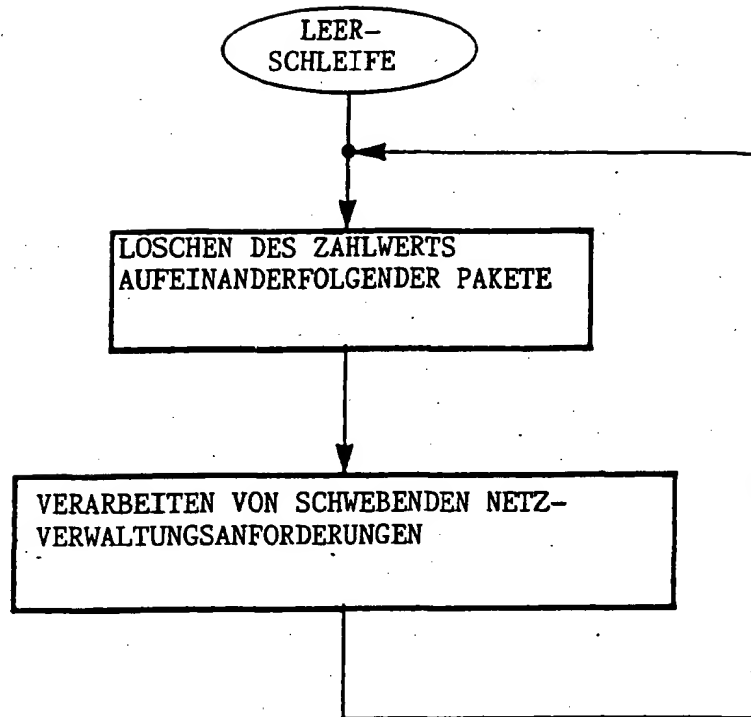 LEER-
SCHLEIFE
LOSCHEN DES ZAHLWERTS
AUFEINANDERFOLGENDER PAKETE
VERARBEITEN VON SCHWEBENDEN NETZ-
VERWALTUNGSANFORDERUNGEN